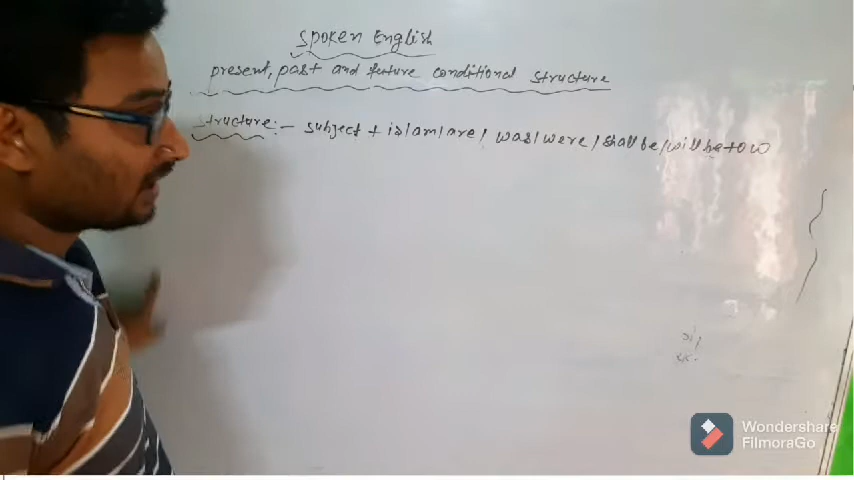 Spoken English
present, past and future conditional structure
Structure:- subject + is/am/are/ was/were/shall be/will be + ow
Wondershare
FilmoraGo